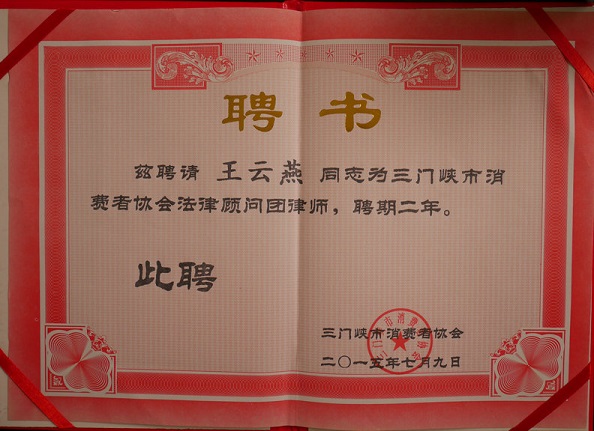 聘书
兹聘请 王云燕 同志为三门峡市消
费者协会法律顾问团律师，聘期二年。
此聘
三门峡市消费者协会
二〇一五年七月九日